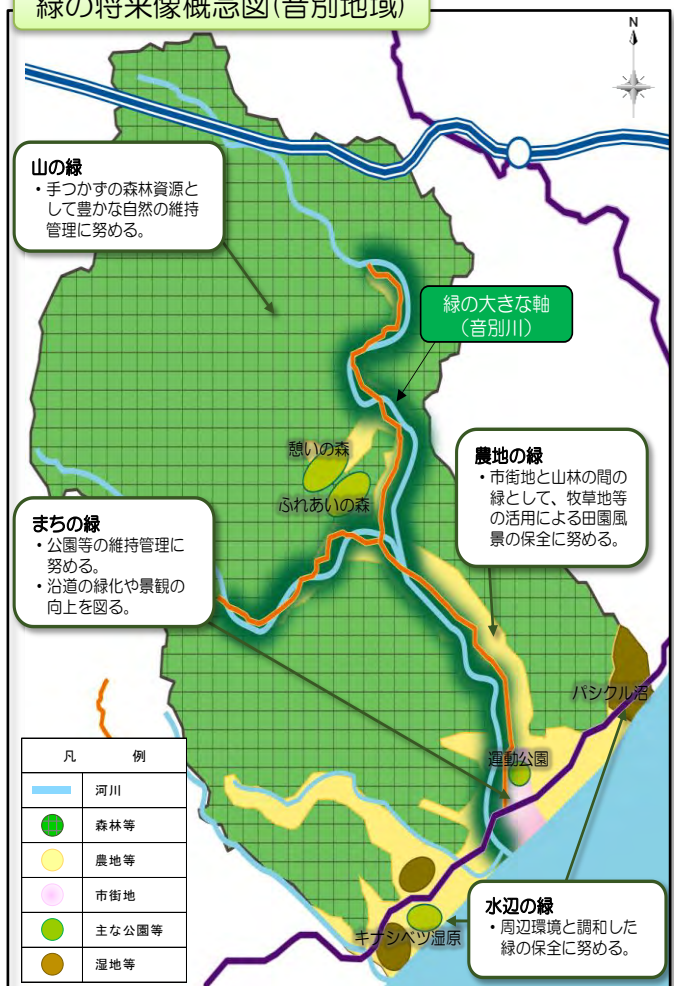 緑の将来像概念図(音別地域)
N
山の緑
・手つかずの森林資源と
して豊かな自然の維持
管理に努める。
緑の大きな軸
(音別川)
憩いの森
ふれあいの森
農地の緑
・市街地と山林の間の
緑として、牧草地等
の活用による田園風
景の保全に努める。
まちの緑
・公園等の維持管理に
努める。
・沿道の緑化や景観の
向上を図る。
パシクル沼
運動公園
凡 例
河川
森林等
農地等
市街地
主な公園等
湿地等
キナシベツ湿原
水辺の緑
・周辺環境と調和した
緑の保全に努める。